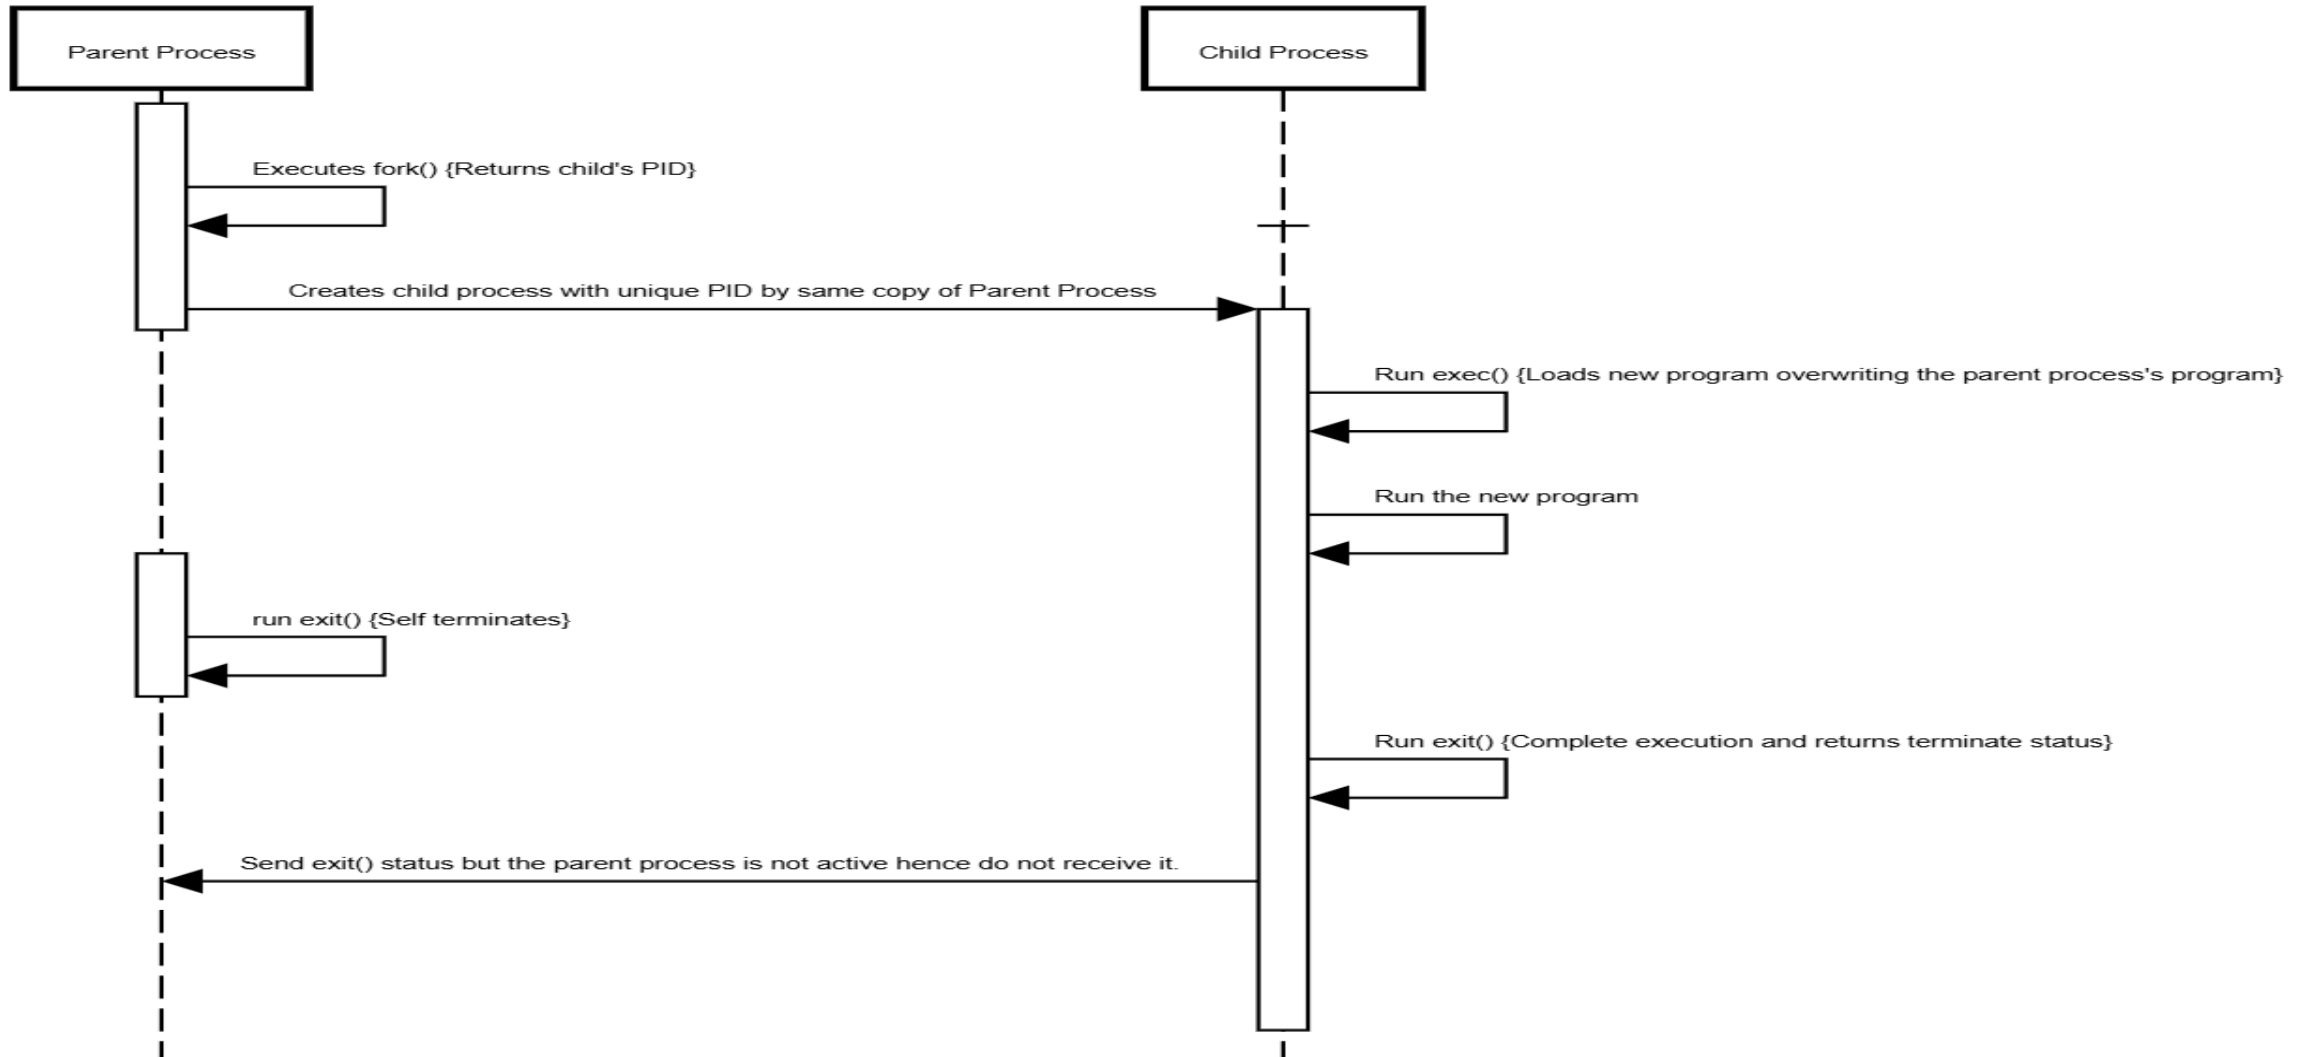 Parent Process
Child Process
Executes fork() {Returns child's PID}
Creates child process with unique PID by same copy of Parent Process
Run exec() {Loads new program overwriting the parent process's program}
Run the new program
run exit() {Self terminates}
Run exit() {Complete execution and returns terminate status}
Send exit() status but the parent process is not active hence do not receive it.